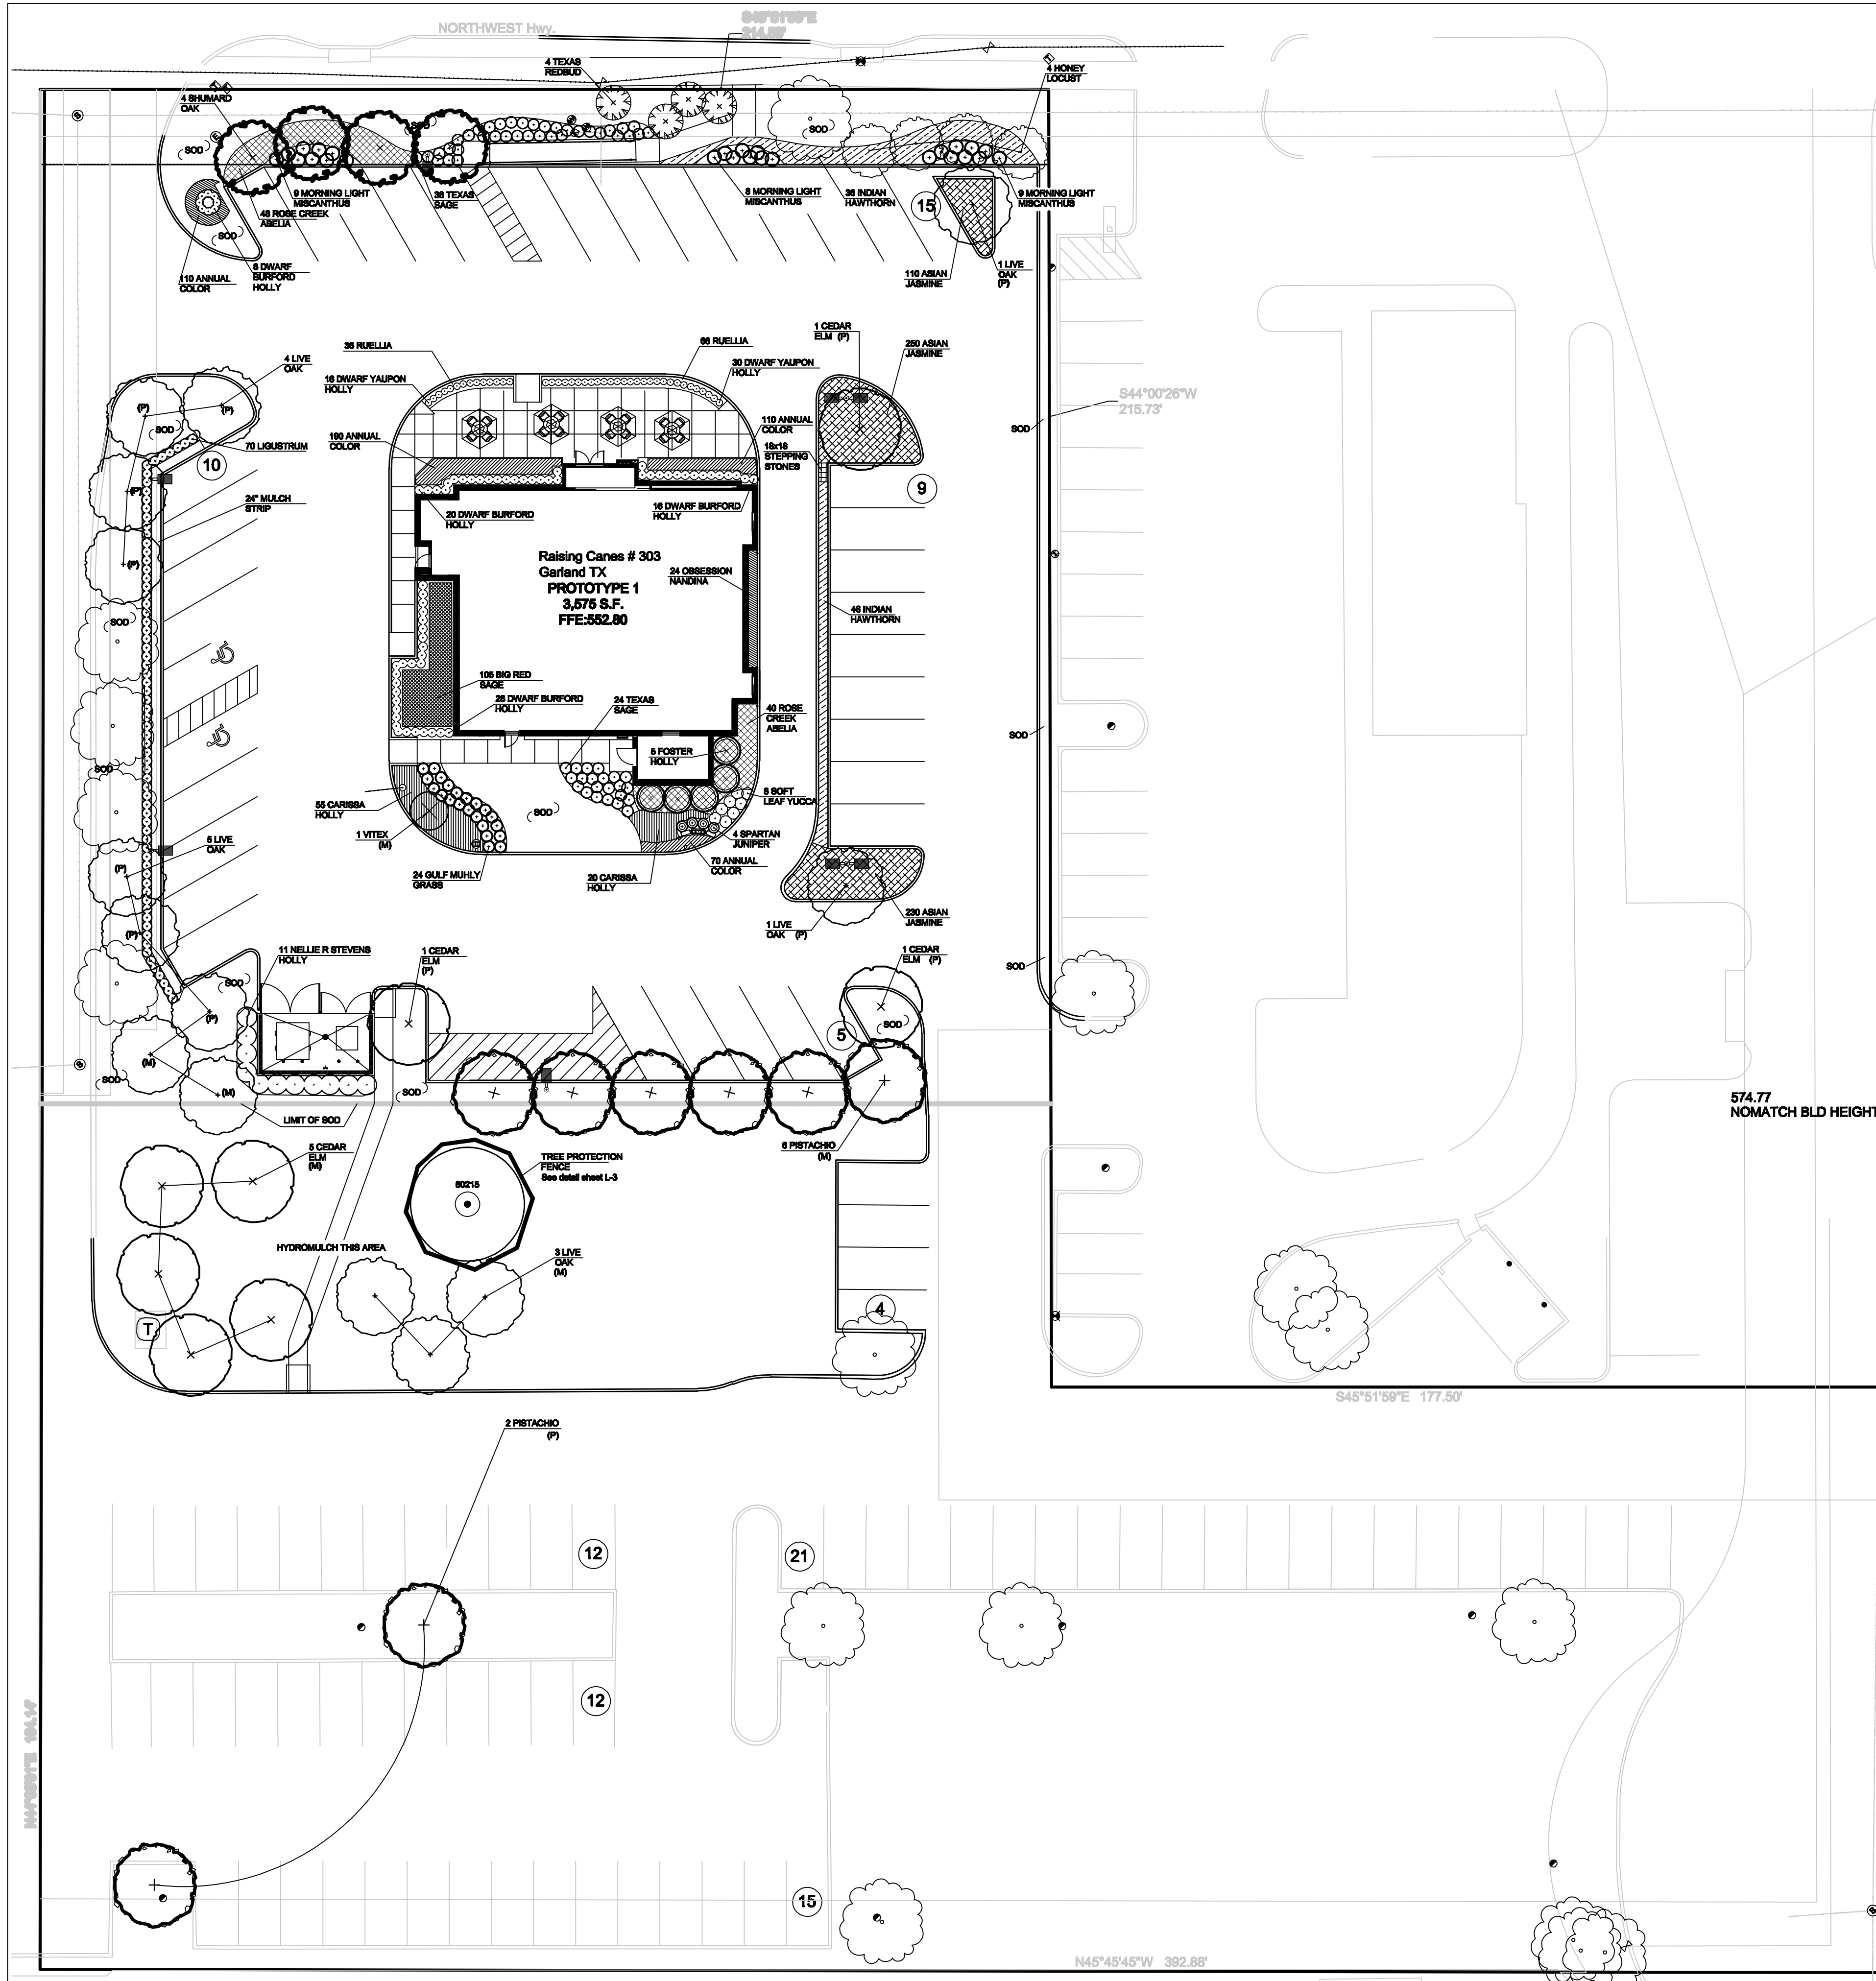 NORTHWEST Hwy.
S45°51'59"E
4 TEXAS
REDBUD
4 HONEY
LOCUST
4 SHUMARD
OAK
SOD
SOD
SOD
9 MORNING LIGHT
MISCANTHUS
38 TEXAS
SAGE
8 MORNING LIGHT
MISCANTHUS
36 INDIAN
HAWTHORN
15
9 MORNING LIGHT
MISCANTHUS
48 ROSE CREEK
ABELIA
SOD
110 ANNUAL
COLOR
8 DWARF
BURFORD
HOLLY
110 ASIAN
JASMINE
1 LIVE
OAK
(P)
1 CEDAR
ELM (P)
36 RUELLIA
66 RUELLIA
250 ASIAN
JASMINE
4 LIVE
OAK
16 DWARF YAUPON
HOLLY
30 DWARF YAUPON
HOLLY
S44°00'26"W
215.73'
(P)
(P)
SOD
SOD
190 ANNUAL
COLOR
110 ANNUAL
COLOR
18x18
STEPPING
STONES
70 LIGUSTRUM
10
(P)
9
24" MULCH
STRIP
20 DWARF BURFORD
HOLLY
16 DWARF BURFORD
HOLLY
(P)
Raising Canes # 303
Garland TX
PROTOTYPE 1
3,575 S.F.
FFE:552.80
24 OBSESSION
NANDINA
46 INDIAN
HAWTHORN
SOD
105 BIG RED
SAGE
28 DWARF BURFORD
HOLLY
24 TEXAS
SAGE
40 ROSE
CREEK
ABELIA
SOD
5 FOSTER
HOLLY
SOD
55 CARISSA
HOLLY
SOD
8 SOFT
LEAF YUCCA
1 VITEX
(M)
4 SPARTAN
JUNIPER
5 LIVE
OAK
(P)
24 GULF MUHLY
GRASS
20 CARISSA
HOLLY
70 ANNUAL
COLOR
230 ASIAN
JASMINE
1 LIVE
OAK (P)
(P)
11 NELLIE R STEVENS
HOLLY
1 CEDAR
ELM
(P)
1 CEDAR
ELM (P)
SOD
SOD
(P)
SOD
5
(M)
SOD
(M)
SOD
LIMIT OF SOD
574.77
NOMATCH BLD HEIGHT
5 CEDAR
ELM
(M)
TREE PROTECTION
FENCE
See detail sheet L-3
6 PISTACHIO
(M)
80215
HYDROMULCH THIS AREA
3 LIVE
OAK
(M)
T
4
S45°51'59"E 177.50'
2 PISTACHIO
(P)
12
21
12
15
N45°45'45"W 392.88'